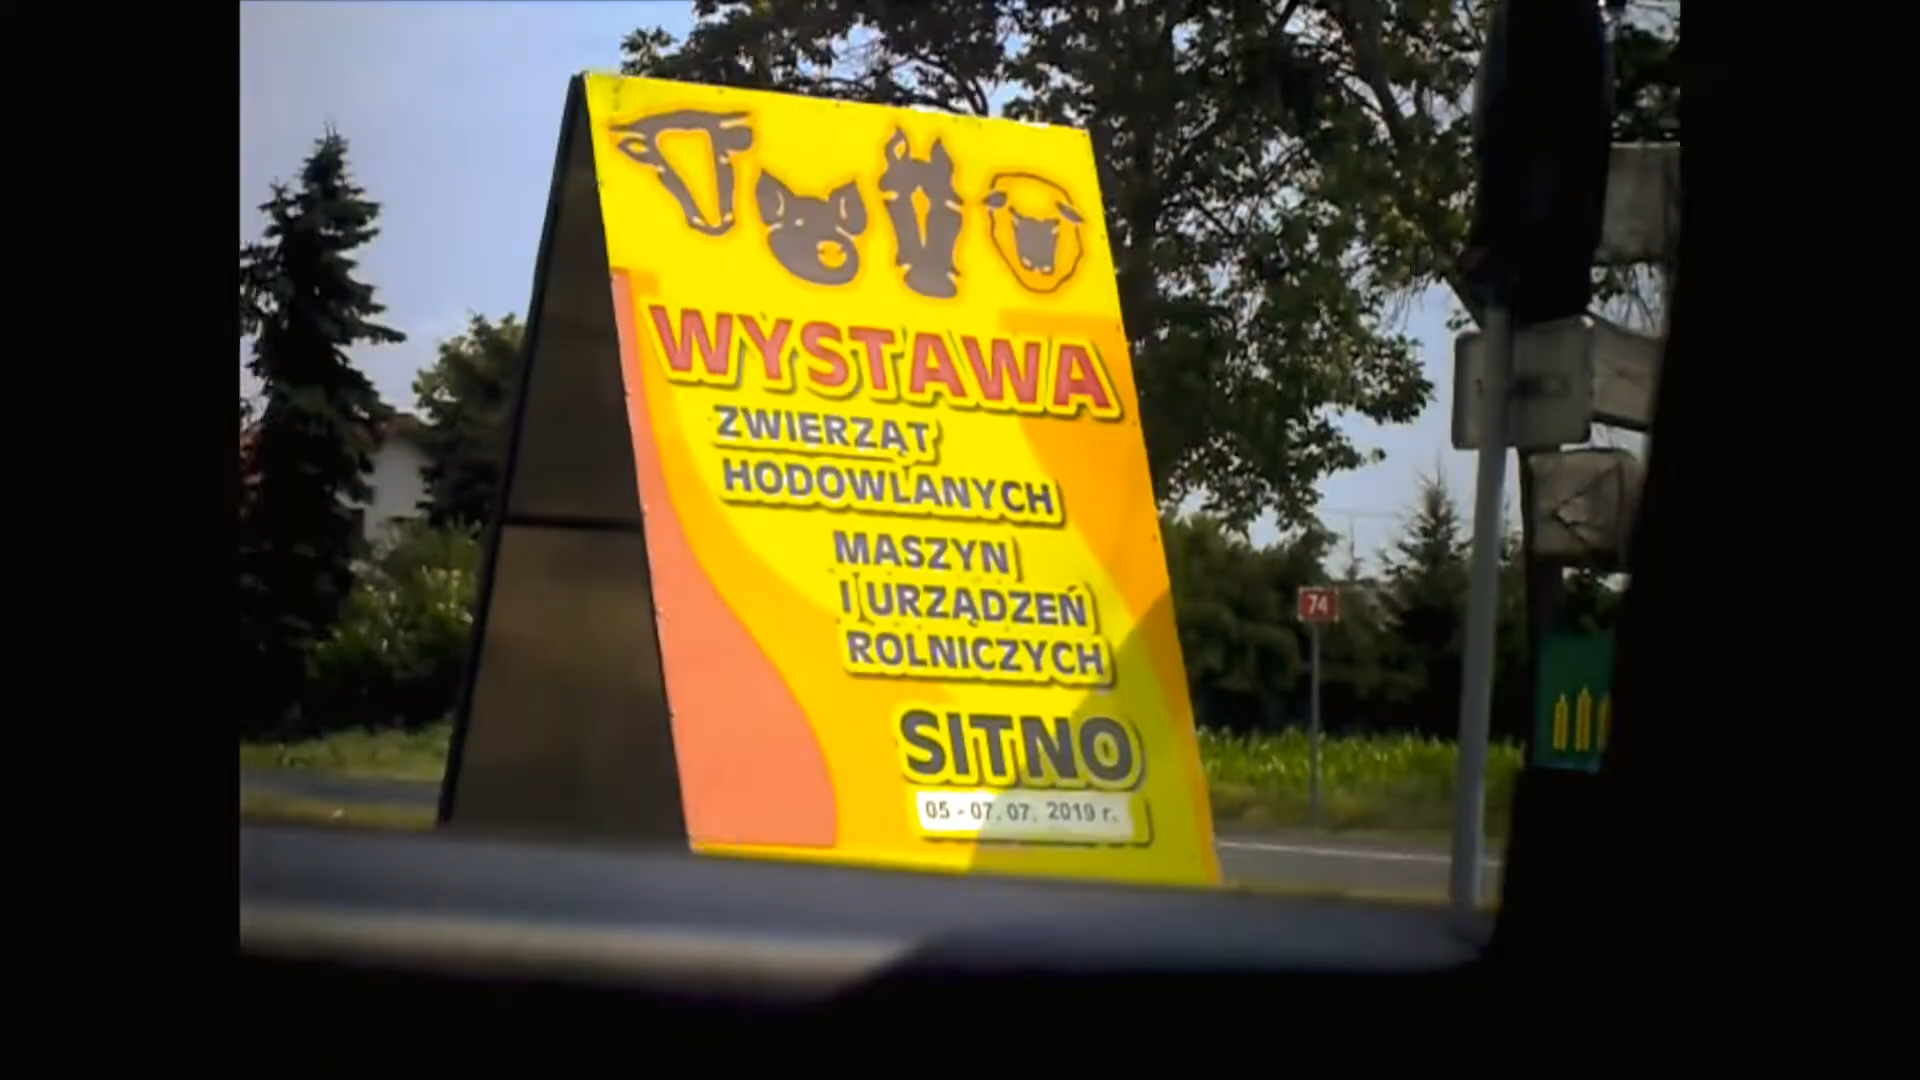 WYSTAWA
ZWIERZĄT
HODOWLANYCH
MASZYN
I URZĄDZEŃ
ROLNICZYCH
SITNO
05 - 07. 07. 2019 r.
74